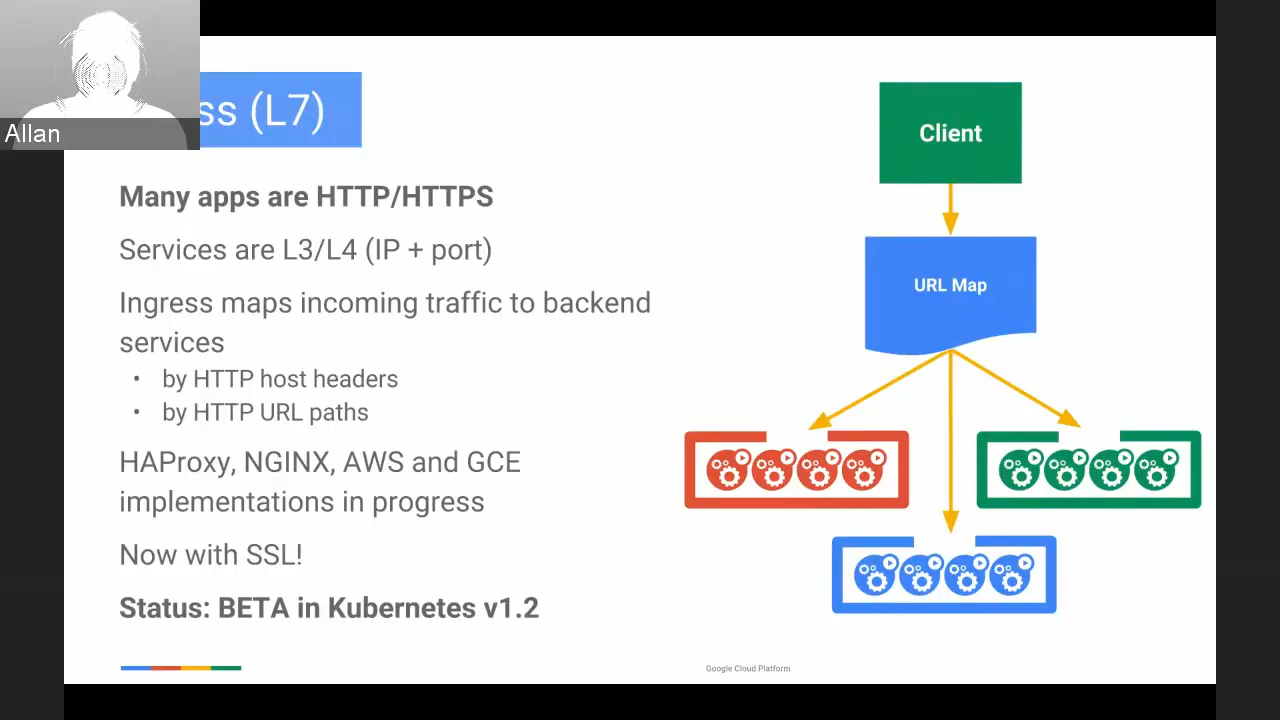 Allan
ss (L7)
Many apps are HTTP/HTTPS
Services are L3/L4 (IP + port)
Ingress maps incoming traffic to backend
services
• by HTTP host headers
• by HTTP URL paths
HAProxy, NGINX, AWS and GCE
implementations in progress
Now with SSL!
Status: BETA in Kubernetes v1.2
Client
URL Map
Google Cloud Platform